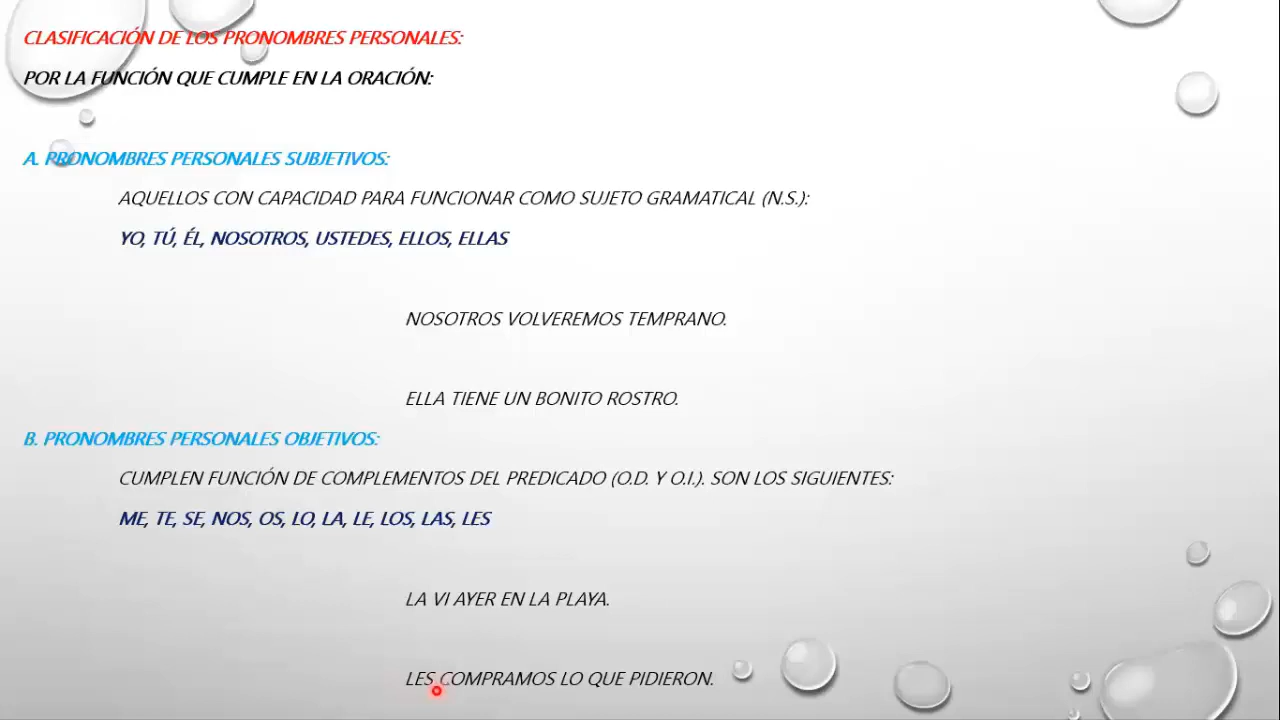 CLASIFICACIÓN DE LOS PRONOMBRES PERSONALES:
POR LA FUNCIÓN QUE CUMPLE EN LA ORACIÓN:
A. PRONOMBRES PERSONALES SUBJETIVOS:
AQUELLOS CON CAPACIDAD PARA FUNCIONAR COMO SUJETO GRAMATICAL (N.S.):
YO, TÚ, ÉL, NOSOTROS, USTEDES, ELLOS, ELLAS
NOSOTROS VOLVEREMOS TEMPRANO.
ELLA TIENE UN BONITO ROSTRO.
B. PRONOMBRES PERSONALES OBJETIVOS:
CUMPLEN FUNCIÓN DE COMPLEMENTOS DEL PREDICADO (O.D. Y O.I.). SON LOS SIGUIENTES:
ME, TE, SE, NOS, OS, LO, LA, LE, LOS, LAS, LES
LA VI AYER EN LA PLAYA.
LES COMPRAMOS LO QUE PIDIERON.